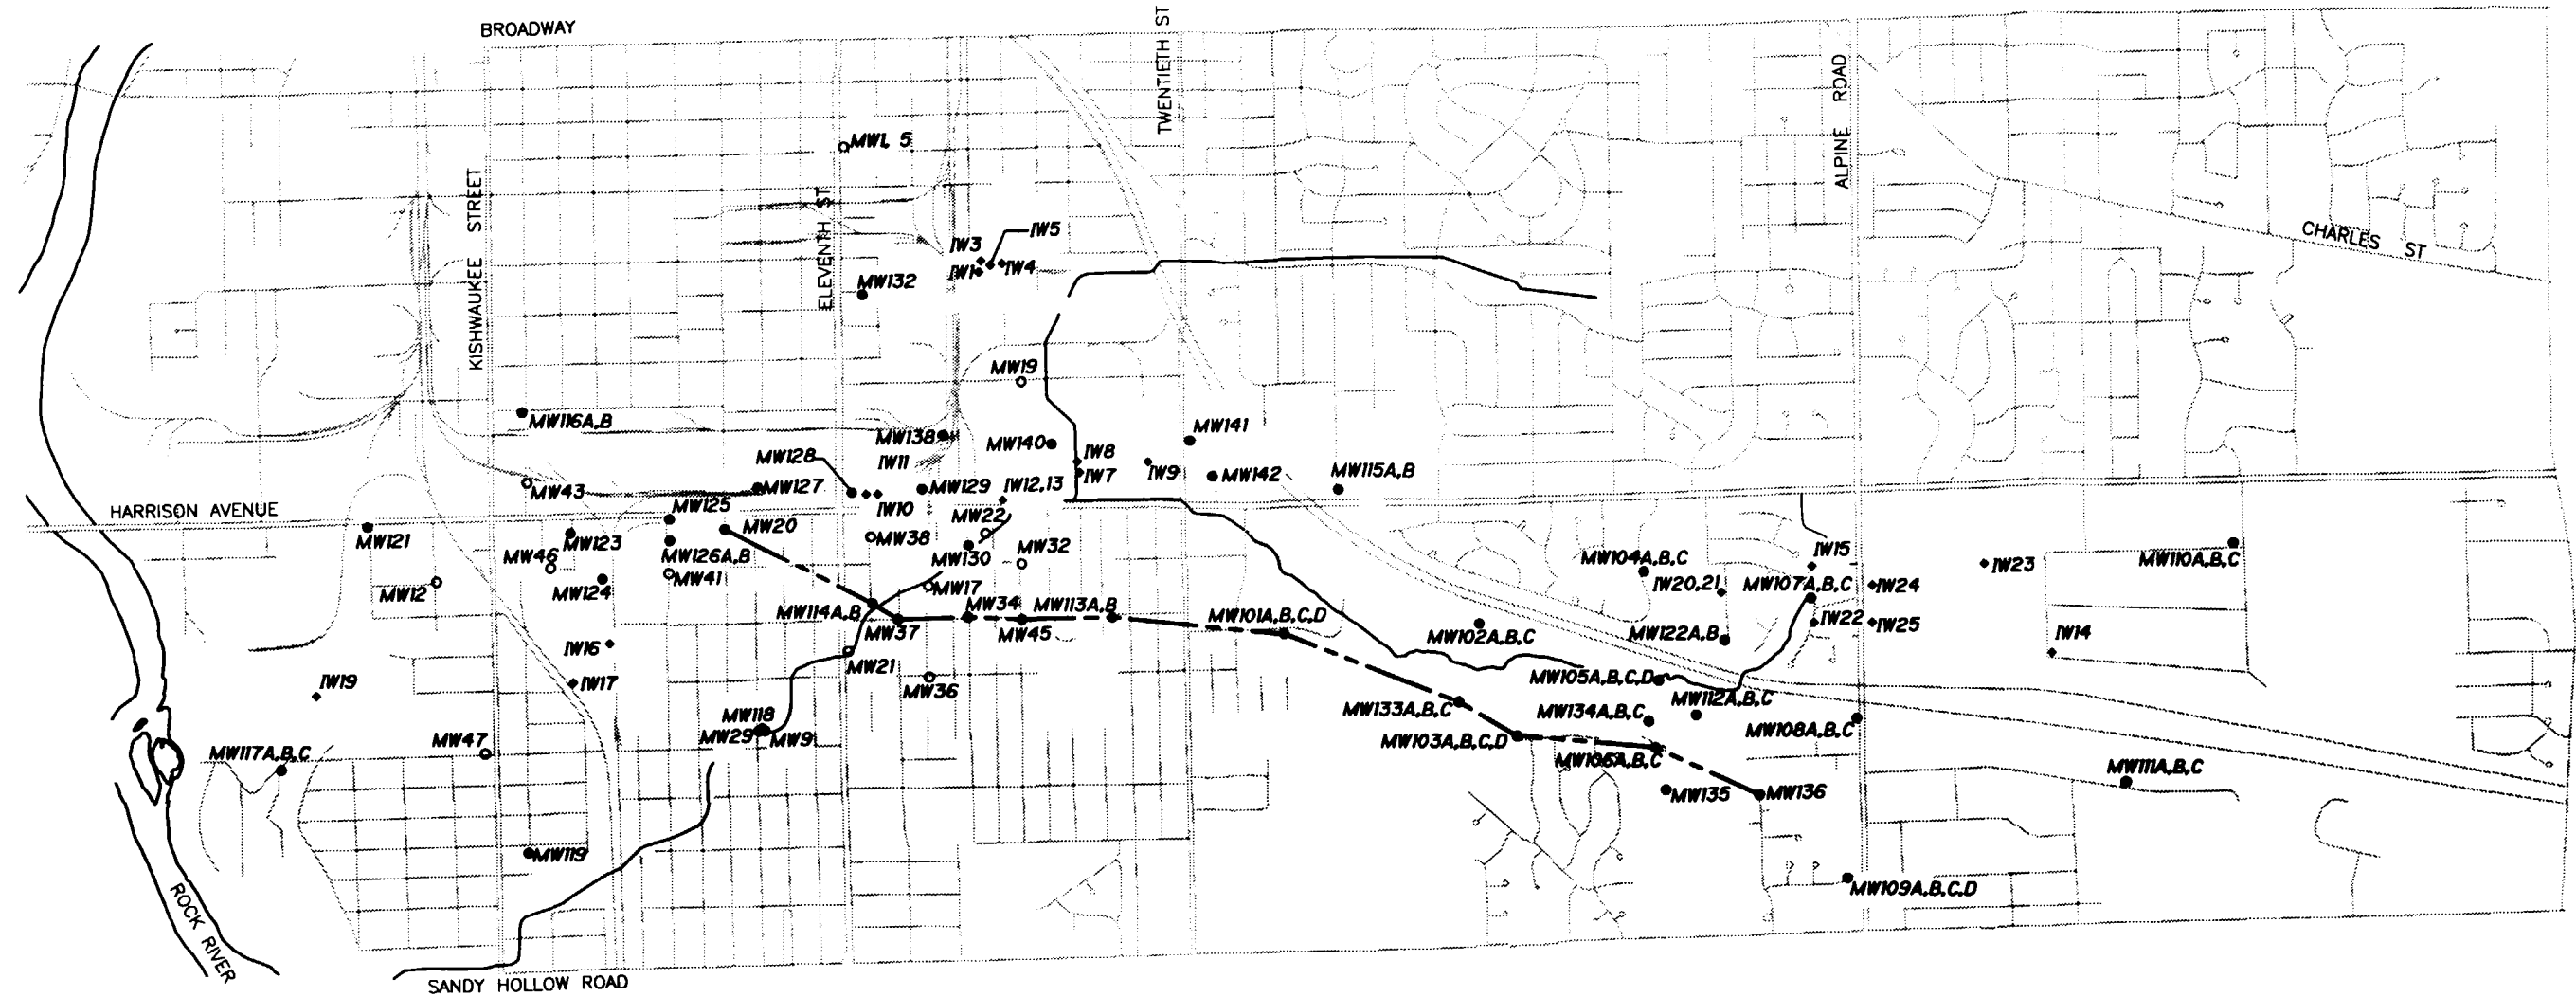 BROADWAY
TWENTIETH ST
ALPINE ROAD
MW1, 5
KISHWAUKEE STREET
ELEVENTH ST
CHARLES ST
IW3
IW5
IW1
IW4
MW132
MW19
MW116A,B
MW138
MW140
MW141
MW128
IW11
IW8
IW7
IW9
MW142
MW115A,B
MW43
MW127
MW129
IW12,13
HARRISON AVENUE
MW125
IW10
MW20
MW22
MW121
MW46
MW123
MW126A,B
MW38
MW130
MW32
MW104A,B,C
IW15
MW110A,B,C
MW12
MW124
MW41
MW17
IW20,21
MW107A,B,C
IW24
IW23
MW114A,B
MW34
MW113A,B
MW101A,B,C,D
MW37
MW45
MW102A,B,C
MW122A,B
IW22
IW25
IW14
IW16
MW21
IW19
IW17
MW36
MW105A,B,C,D
MW112A,B,C
MW118
MW29
MW9
MW133A,B,C
MW134A,B,C
MW108A,B,C
MW47
MW103A,B,C,D
MW117A,B,C
MW106A,B,C
MW111A,B,C
MW135
MW136
MW119
MW109A,B,C,D
ROCK RIVER
SANDY HOLLOW ROAD